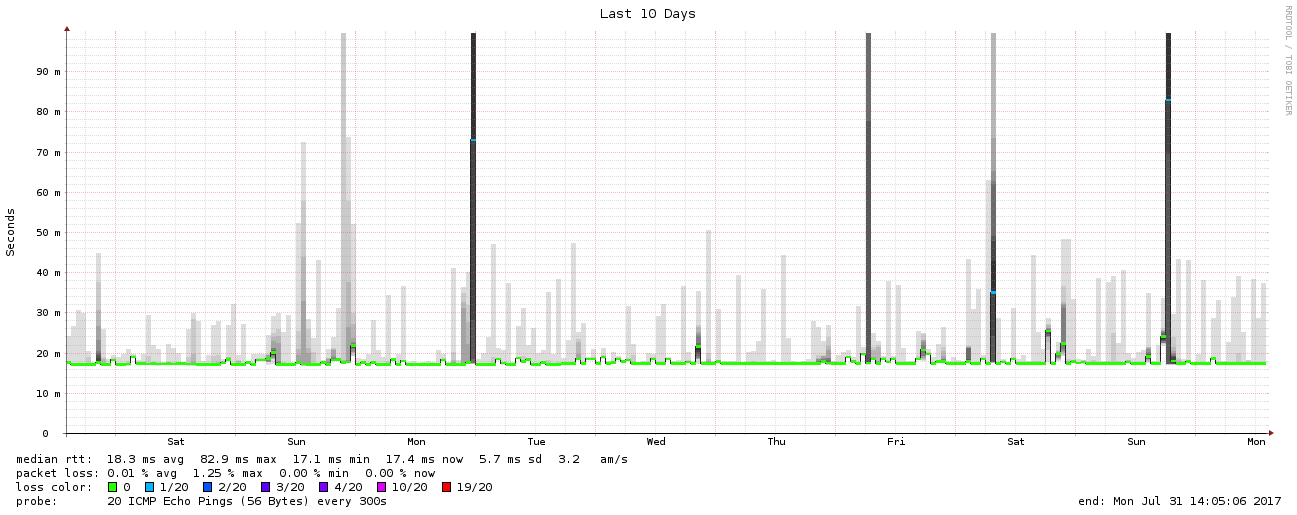 Last 10 Days
RRDTOOL / TOBI OETIKER
Seconds
90 m
80 m
70 m
60 m
50 m
40 m
30 m
20 m
10 m
0
Sat Sun Mon Tue Wed Thu Fri Sat Sun Mon
median rtt: 18.3 ms avg 82.9 ms max 17.1 ms min 17.4 ms now 5.7 ms sd 3.2 am/s
packet loss: 0.01 % avg 1.25 % max 0.00 % min 0.00 % now
loss color: 0 1/20 2/20 3/20 4/20 10/20 19/20
probe: 20 ICMP Echo Pings (56 Bytes) every 300s end: Mon Jul 31 14:05:06 2017